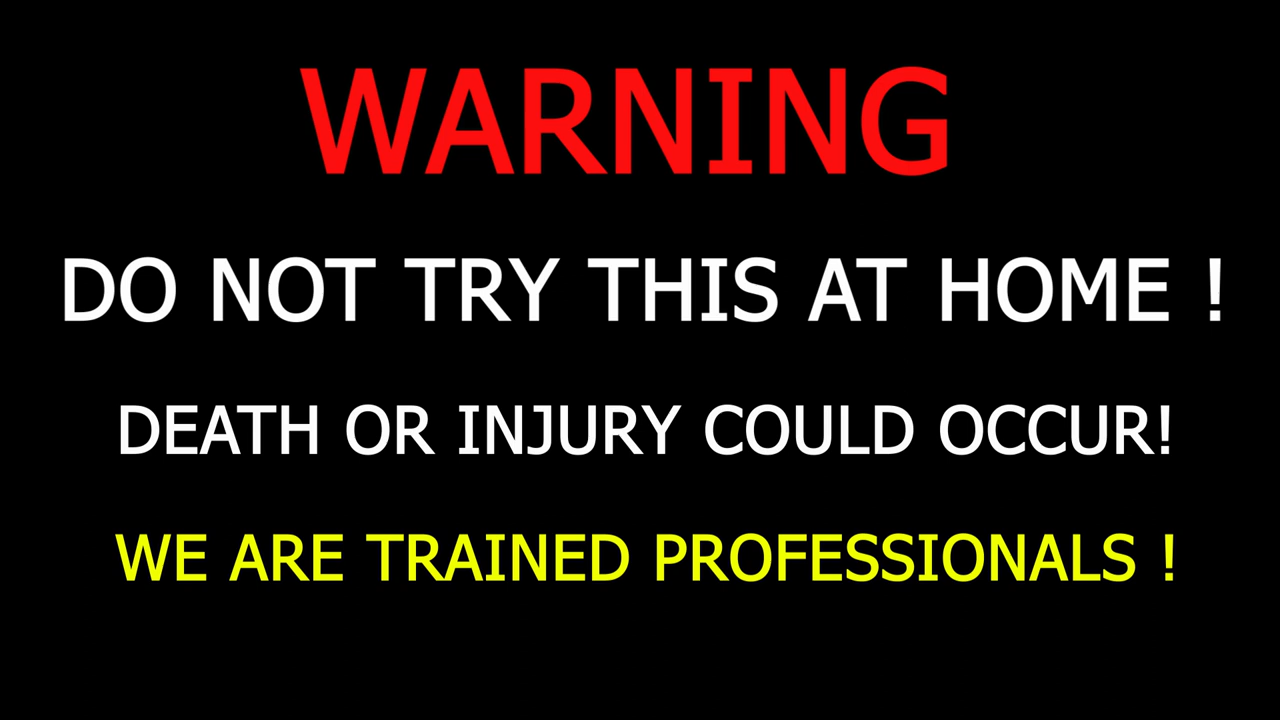 WARNING
DO NOT TRY THIS AT HOME !
DEATH OR INJURY COULD OCCUR!
WE ARE TRAINED PROFESSIONALS !